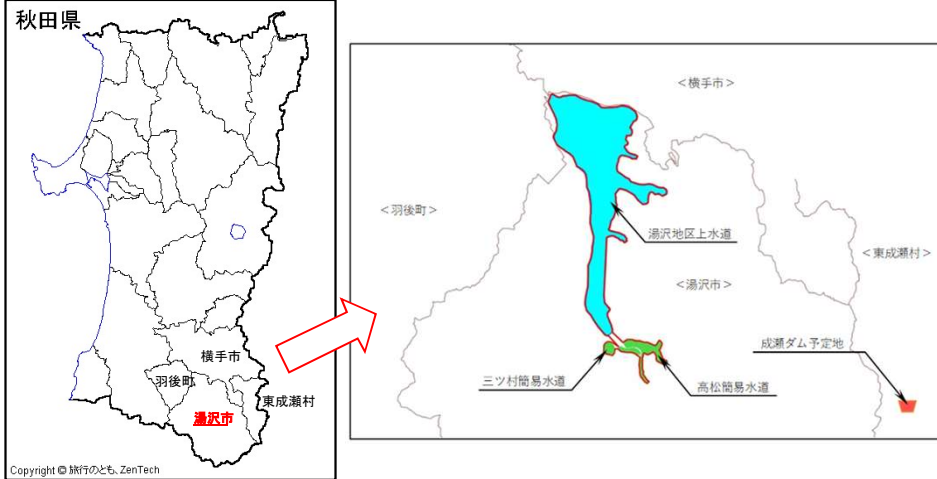 秋田県
横手市
羽後町
東成瀬村
湯沢市
Copyright © 旅行のとも、ZenTech
＜横手市＞
＜羽後町＞
湯沢地区上水道
＜東成瀬村＞
＜湯沢市＞
成瀬ダム予定地
三ツ村簡易水道
高松簡易水道